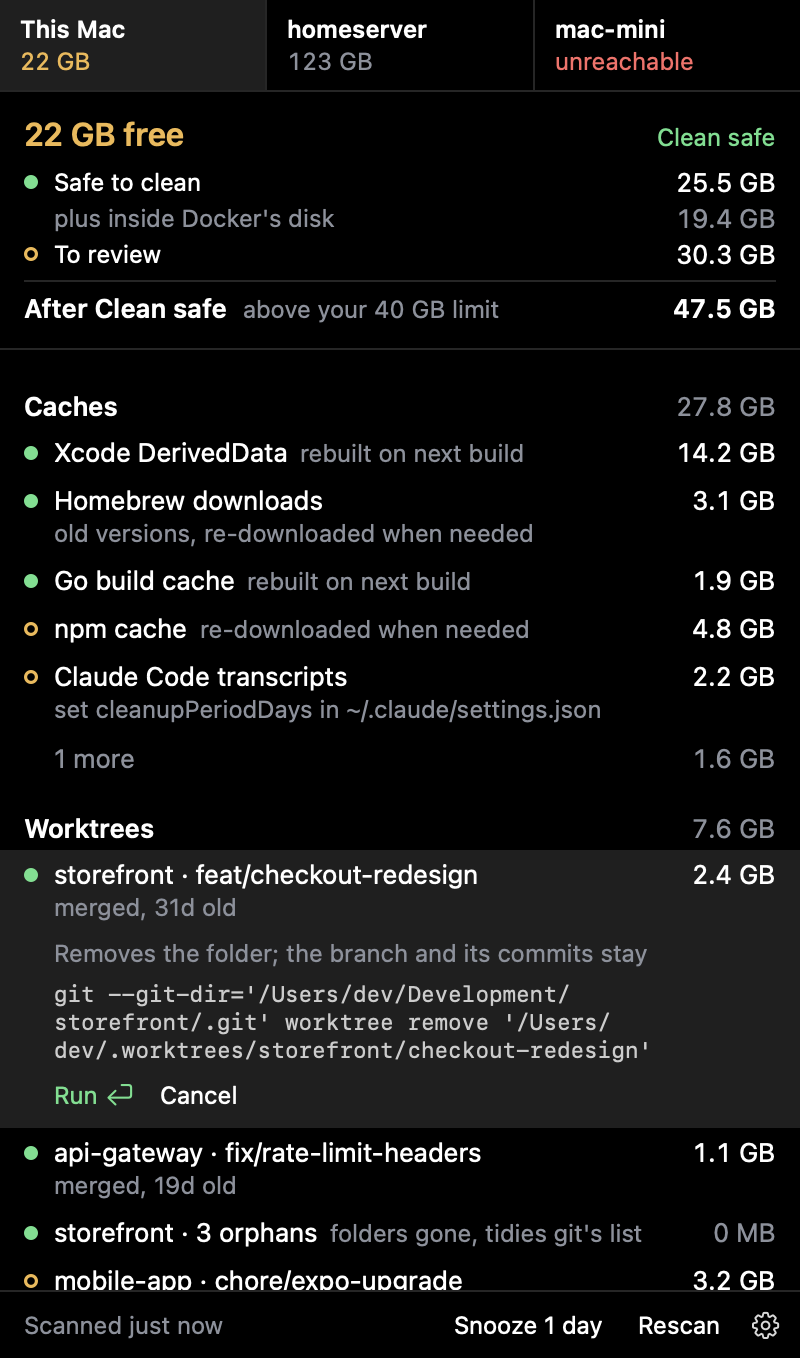 This Mac
22 GB
homeserver
123 GB
mac-mini
unreachable
22 GB free
Clean safe
Safe to clean 25.5 GB
plus inside Docker's disk 19.4 GB
To review 30.3 GB
After Clean safe above your 40 GB limit 47.5 GB
Caches 27.8 GB
Xcode DerivedData rebuilt on next build 14.2 GB
Homebrew downloads 3.1 GB
old versions, re-downloaded when needed
Go build cache rebuilt on next build 1.9 GB
npm cache re-downloaded when needed 4.8 GB
Claude Code transcripts 2.2 GB
set cleanupPeriodDays in ~/.claude/settings.json
1 more 1.6 GB
Worktrees 7.6 GB
storefront · feat/checkout-redesign 2.4 GB
merged, 31d old
Removes the folder; the branch and its commits stay
git --git-dir='/Users/dev/Development/
storefront/.git' worktree remove '/Users/
dev/.worktrees/storefront/checkout-redesign'
Run Cancel
api-gateway · fix/rate-limit-headers 1.1 GB
merged, 19d old
storefront · 3 orphans folders gone, tidies git's list 0 MB
mobile-app · chore/expo-upgrade 3.2 GB
Scanned just now Snooze 1 day Rescan